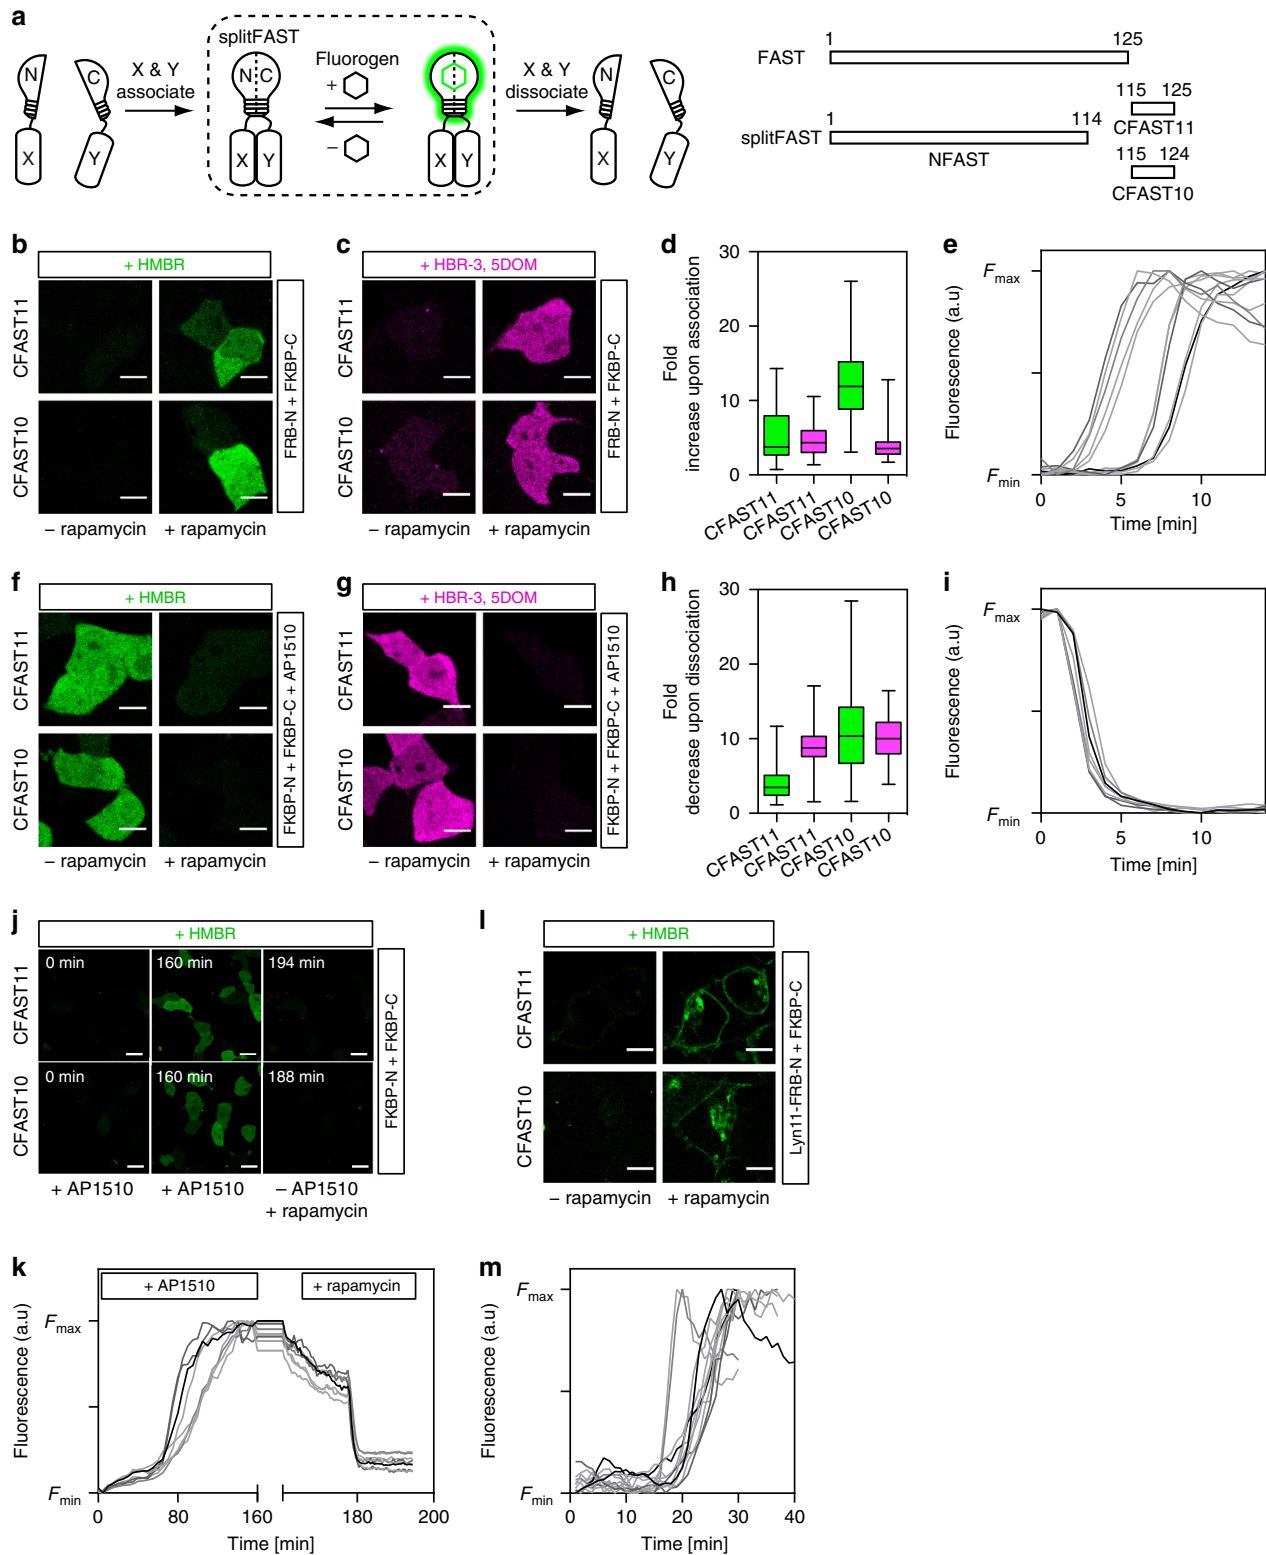 a
splitFAST
N
C
X
Y
X & Y
associate
N C
X Y
Fluorogen
+
−
X Y
X & Y
dissociate
N
C
X
Y
FAST
1
125
splitFAST
1
114
NFAST
115 125
CFAST11
115 124
CFAST10
b
+ HMBR
CFAST11
CFAST10
− rapamycin
+ rapamycin
FRB-N + FKBP-C
c
+ HBR-3, 5DOM
CFAST11
CFAST10
− rapamycin
+ rapamycin
FRB-N + FKBP-C
d
Fold
increase upon association
30
20
10
0
CFAST11
CFAST11
CFAST10
CFAST10
e
Fluorescence (a.u)
Fmax
Fmin
0 5 10
Time [min]
f
+ HMBR
CFAST11
CFAST10
− rapamycin
+ rapamycin
FKBP-N + FKBP-C + AP1510
g
+ HBR-3, 5DOM
CFAST11
CFAST10
− rapamycin
+ rapamycin
FKBP-N + FKBP-C + AP1510
h
Fold
decrease upon dissociation
30
20
10
0
CFAST11
CFAST11
CFAST10
CFAST10
i
Fluorescence (a.u)
Fmax
Fmin
0 5 10
Time [min]
j
+ HMBR
CFAST11
0 min
160 min
194 min
CFAST10
0 min
160 min
188 min
+ AP1510
+ AP1510
− AP1510
+ rapamycin
FKBP-N + FKBP-C
l
+ HMBR
CFAST11
CFAST10
− rapamycin
+ rapamycin
Lyn11-FRB-N + FKBP-C
k
+ AP1510
+ rapamycin
Fluorescence (a.u)
Fmax
Fmin
0 80 160 180 200
Time [min]
m
Fluorescence (a.u)
Fmax
Fmin
0 10 20 30 40
Time [min]